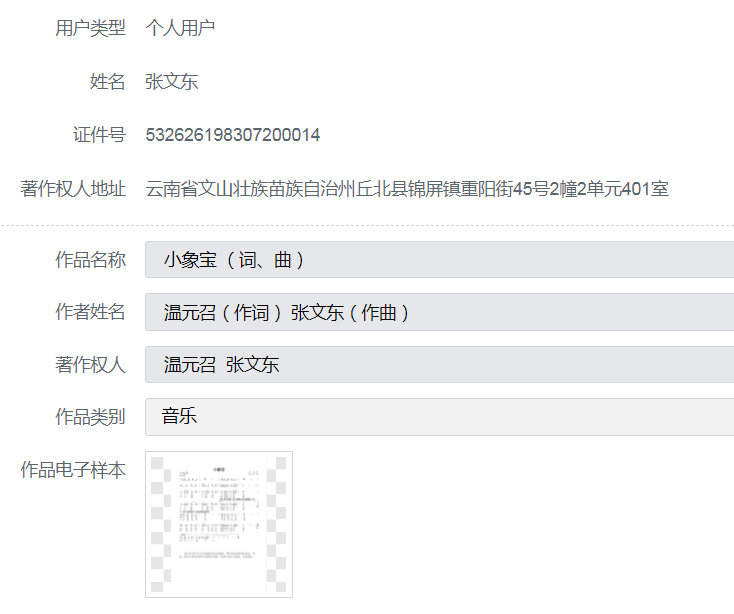 用户类型 个人用户
姓名 张文东
证件号 532626198307200014
著作权人地址 云南省文山壮族苗族自治州丘北县锦屏镇重阳街45号2幢2单元401室
作品名称 小象宝（词、曲）
作者姓名 温元召（作词）张文东（作曲）
著作权人 温元召 张文东
作品类别 音乐
作品电子样本